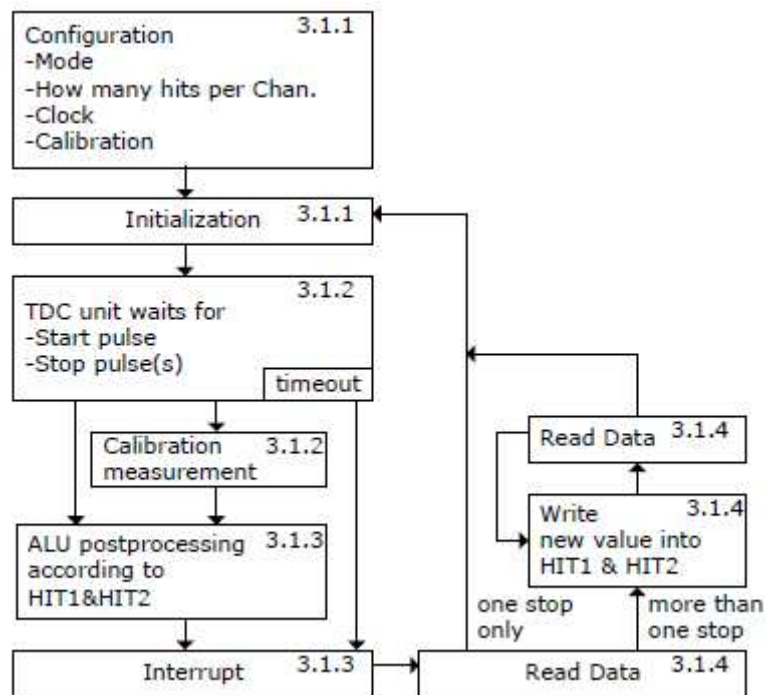 Configuration 3.1.1
-Mode
-How many hits per Chan.
-Clock
-Calibration
Initialization 3.1.1
3.1.2
TDC unit waits for
-Start pulse
-Stop pulse(s)
timeout
Calibration 3.1.2
measurement
ALU postprocessing 3.1.3
according to
HIT1&HIT2
Interrupt 3.1.3
Read Data 3.1.4
Write 3.1.4
new value into
HIT1 & HIT2
one stop
only
more than
one stop
Read Data 3.1.4